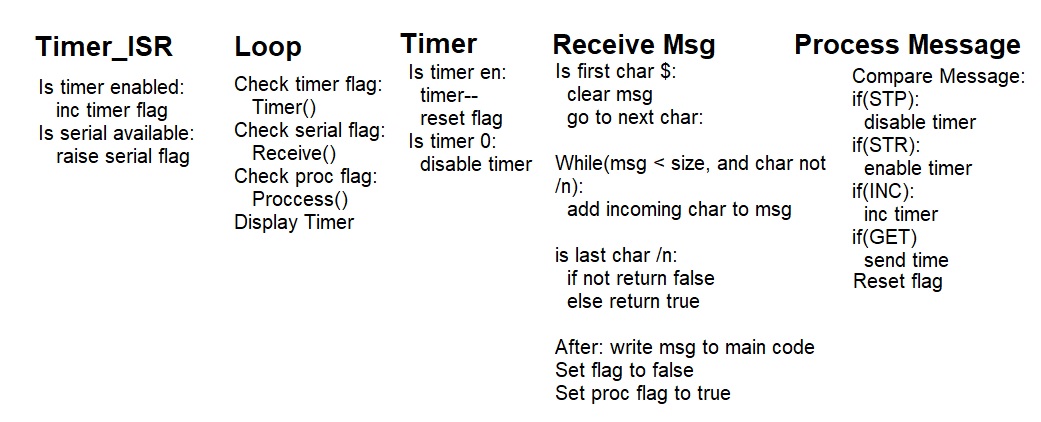 Timer_ISR
Is timer enabled:
inc timer flag
Is serial available:
raise serial flag
Loop
Check timer flag:
Timer()
Check serial flag:
Receive()
Check proc flag:
Proccess()
Display Timer
Timer
Is timer en:
timer--
reset flag
Is timer 0:
disable timer
Receive Msg
Is first char $:
clear msg
go to next char:
While(msg < size, and char not
/n):
add incoming char to msg
is last char /n:
if not return false
else return true
After: write msg to main code
Set flag to false
Set proc flag to true
Process Message
Compare Message:
if(STP):
disable timer
if(STR):
enable timer
if(INC):
inc timer
if(GET)
send time
Reset flag